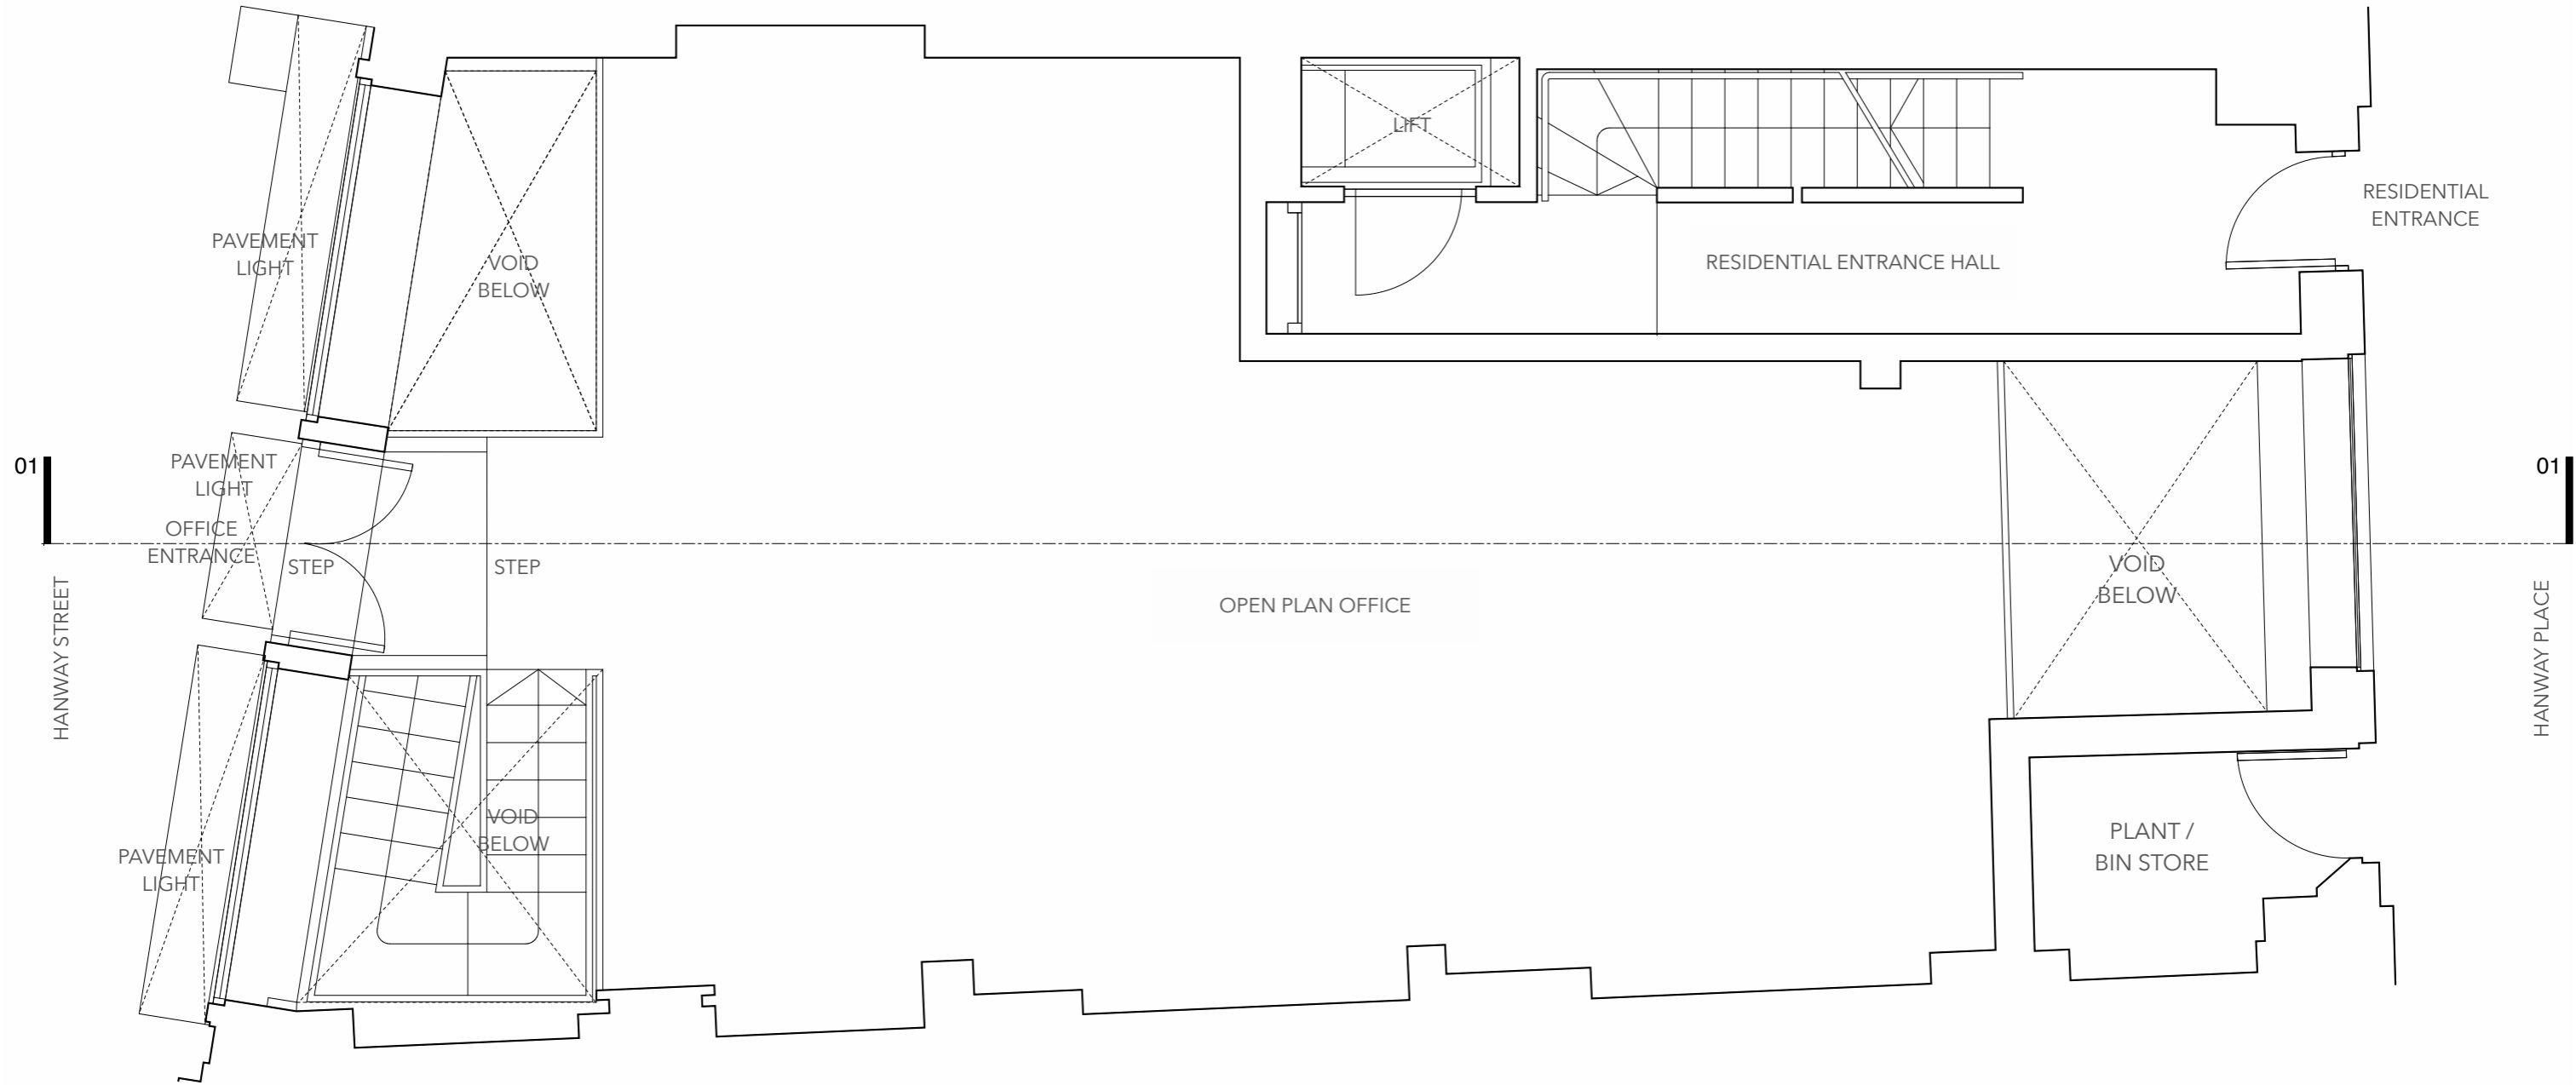 LIFT
RESIDENTIAL
ENTRANCE
PAVEMENT
LIGHT
VOID
BELOW
RESIDENTIAL ENTRANCE HALL
01
PAVEMENT
LIGHT
01
OFFICE
ENTRANCE
STEP
STEP
VOID
BELOW
HANWAY STREET
OPEN PLAN OFFICE
HANWAY PLACE
VOID
BELOW
PAVEMENT
LIGHT
PLANT /
BIN STORE